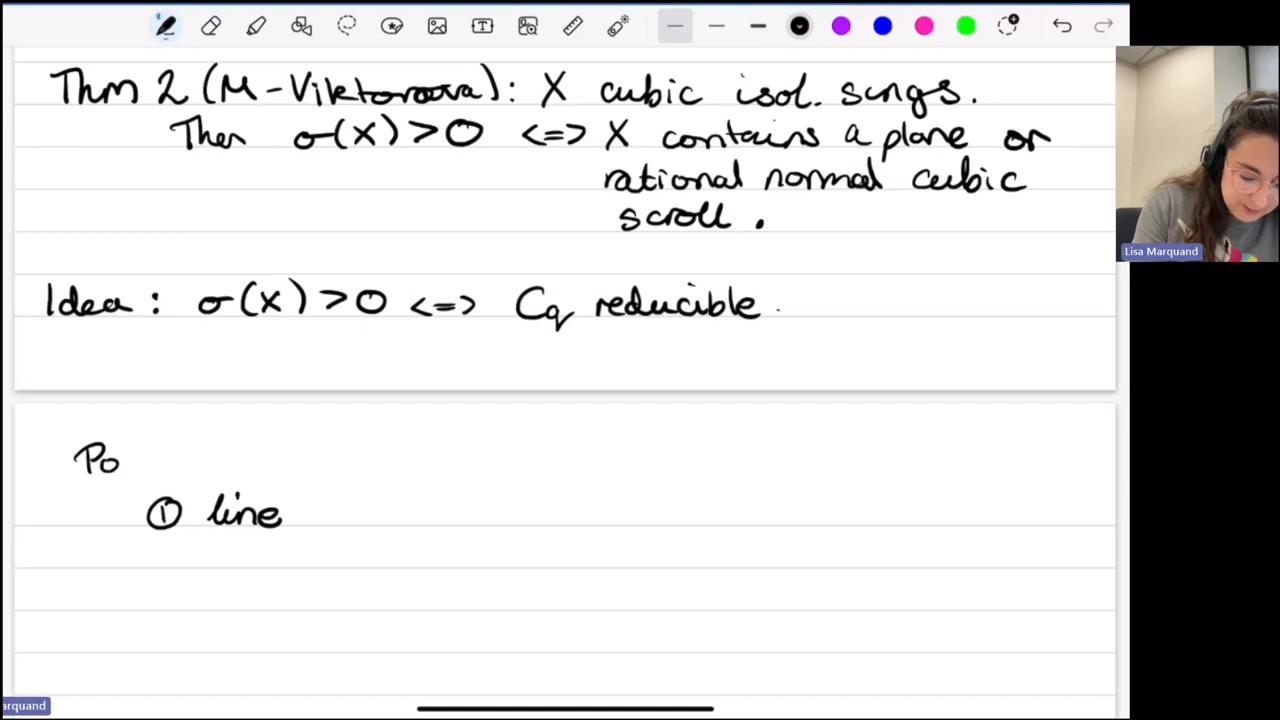 Thm 2 (M-Viktorova): X cubic isol. sings.
Then σ(X) > 0 <=> X contains a plane or
rational normal cubic
scroll.
Idea: σ(X) > 0 <=> Cq reducible.
Po
① line
Lisa Marquand
arquand